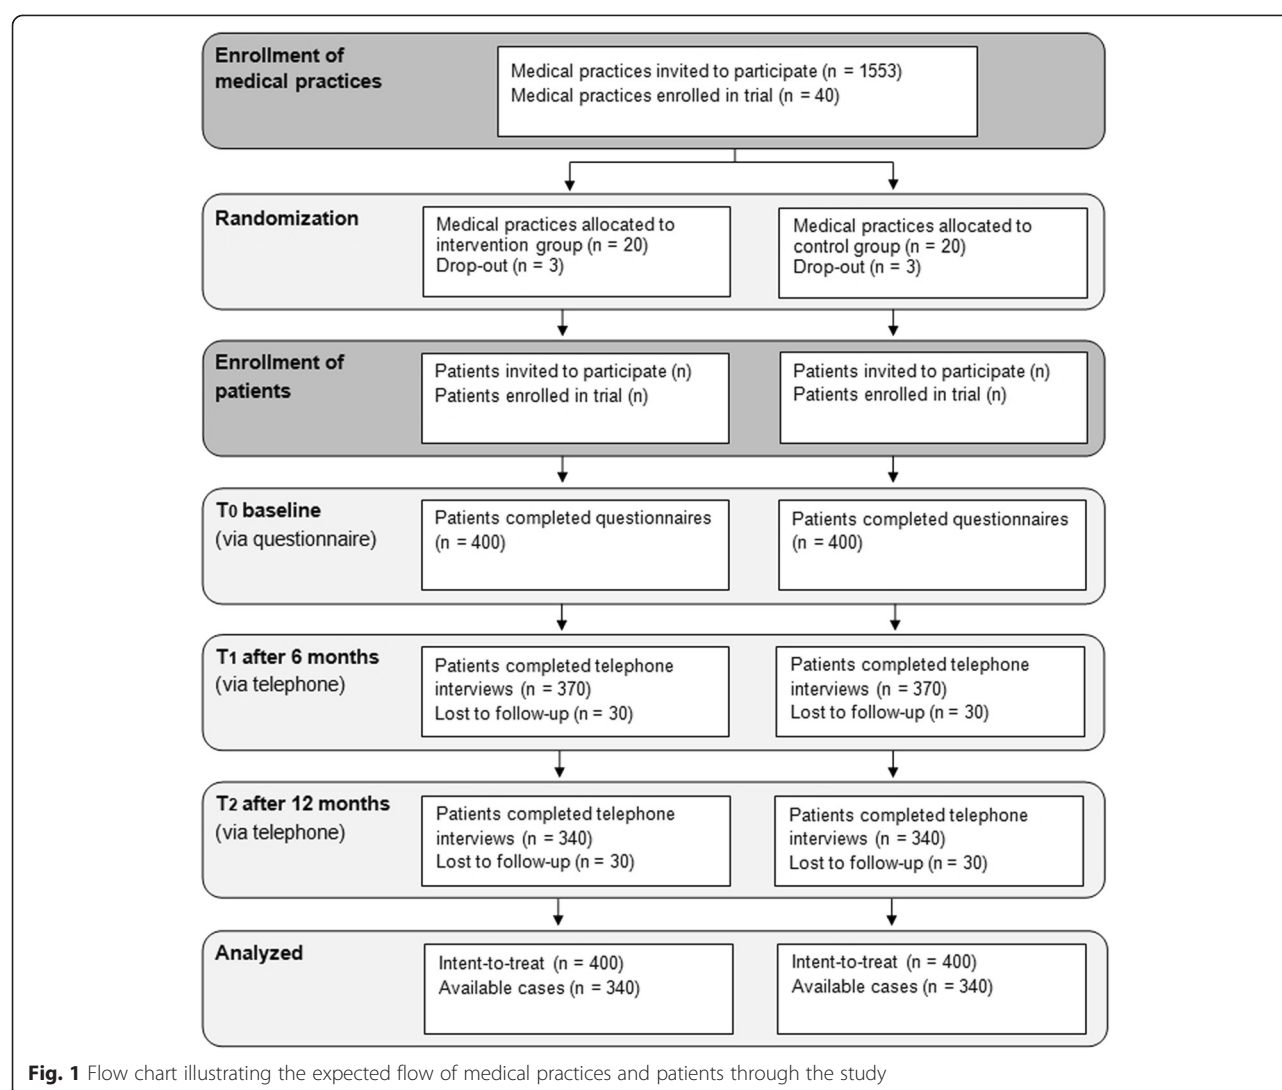 Enrollment of
medical practices
Medical practices invited to participate (n = 1553)
Medical practices enrolled in trial (n = 40)
Randomization
Medical practices allocated to
intervention group (n = 20)
Drop-out (n = 3)
Medical practices allocated to
control group (n = 20)
Drop-out (n = 3)
Enrollment of
patients
Patients invited to participate (n)
Patients enrolled in trial (n)
Patients invited to participate (n)
Patients enrolled in trial (n)
T0 baseline
(via questionnaire)
Patients completed questionnaires
(n = 400)
Patients completed questionnaires
(n = 400)
T1 after 6 months
(via telephone)
Patients completed telephone
interviews (n = 370)
Lost to follow-up (n = 30)
Patients completed telephone
interviews (n = 370)
Lost to follow-up (n = 30)
T2 after 12 months
(via telephone)
Patients completed telephone
interviews (n = 340)
Lost to follow-up (n = 30)
Patients completed telephone
interviews (n = 340)
Lost to follow-up (n = 30)
Analyzed
Intent-to-treat (n = 400)
Available cases (n = 340)
Intent-to-treat (n = 400)
Available cases (n = 340)
Fig. 1 Flow chart illustrating the expected flow of medical practices and patients through the study